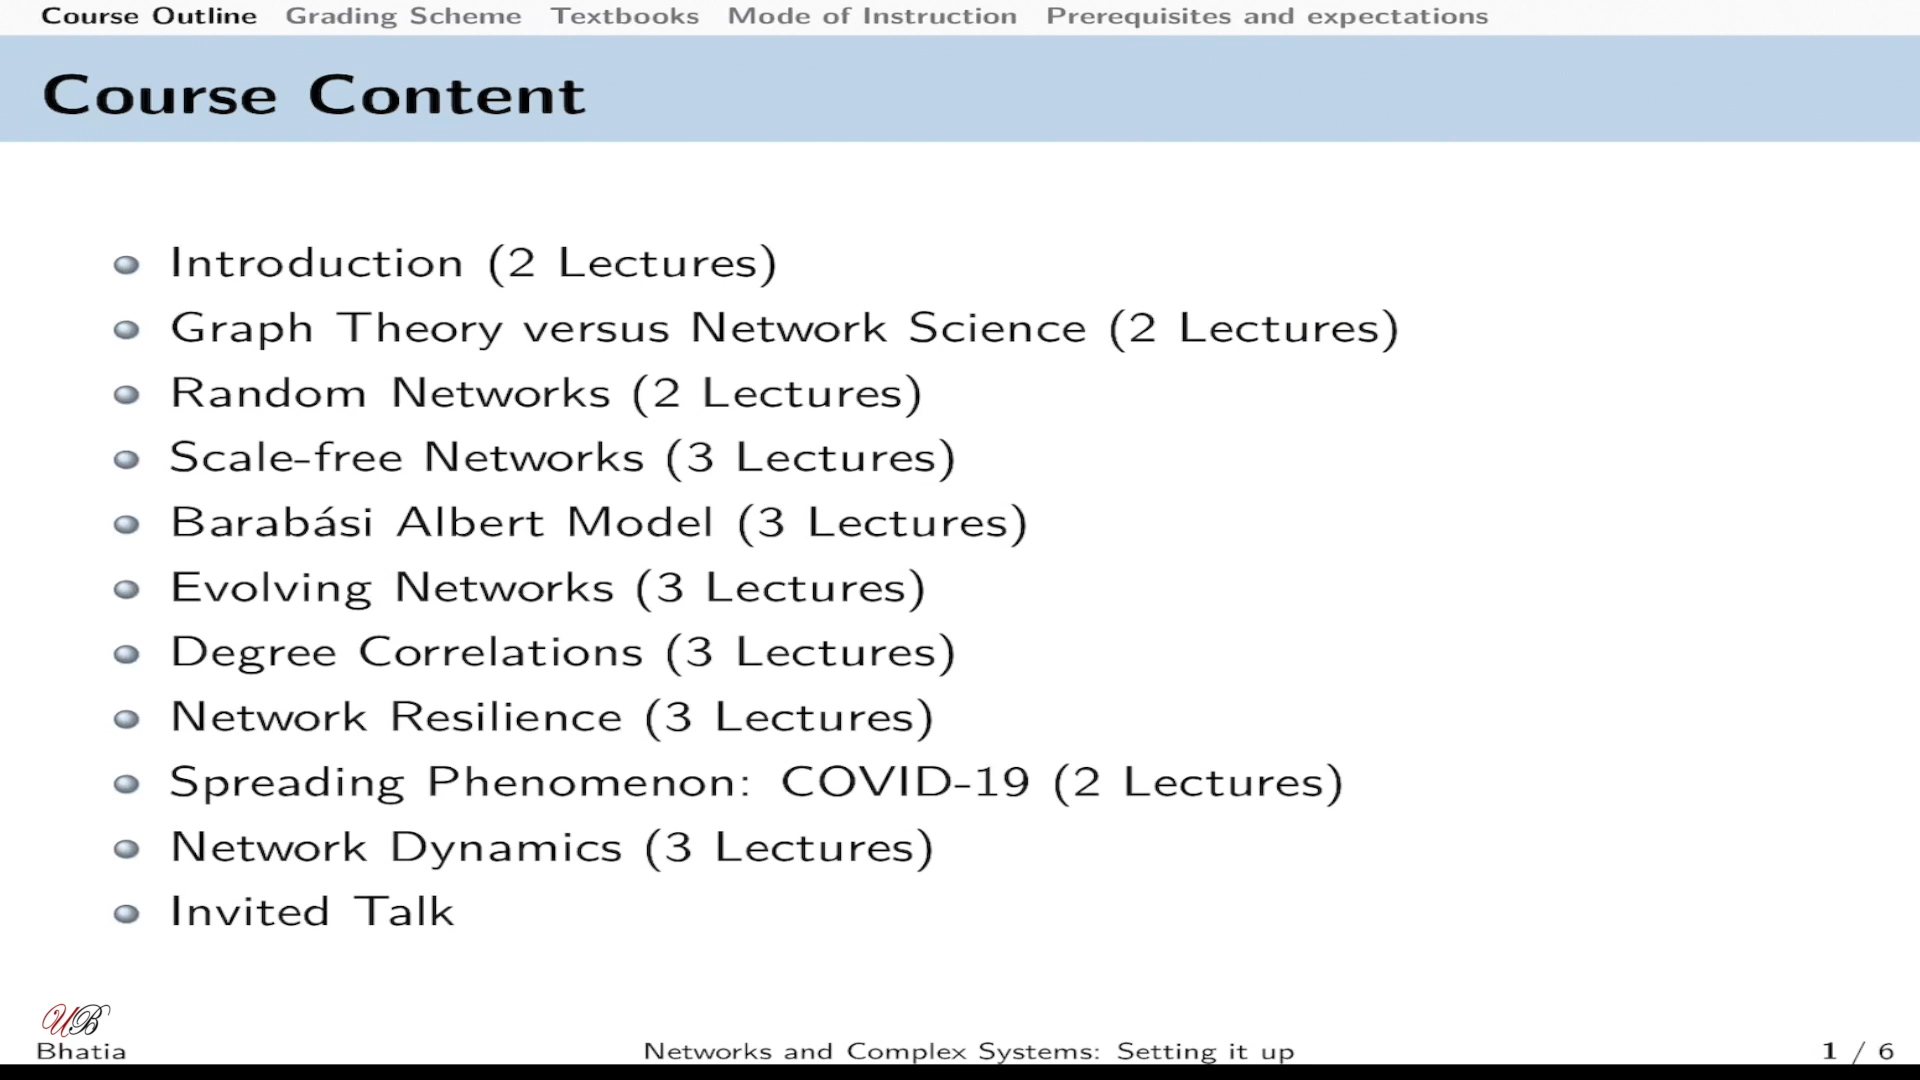 Course Outline Grading Scheme Textbooks Mode of Instruction Prerequisites and expectations
Course Content
Introduction (2 Lectures)
Graph Theory versus Network Science (2 Lectures)
Random Networks (2 Lectures)
Scale-free Networks (3 Lectures)
Barabási Albert Model (3 Lectures)
Evolving Networks (3 Lectures)
Degree Correlations (3 Lectures)
Network Resilience (3 Lectures)
Spreading Phenomenon: COVID-19 (2 Lectures)
Network Dynamics (3 Lectures)
Invited Talk
UB
Bhatia Networks and Complex Systems: Setting it up 1 / 6